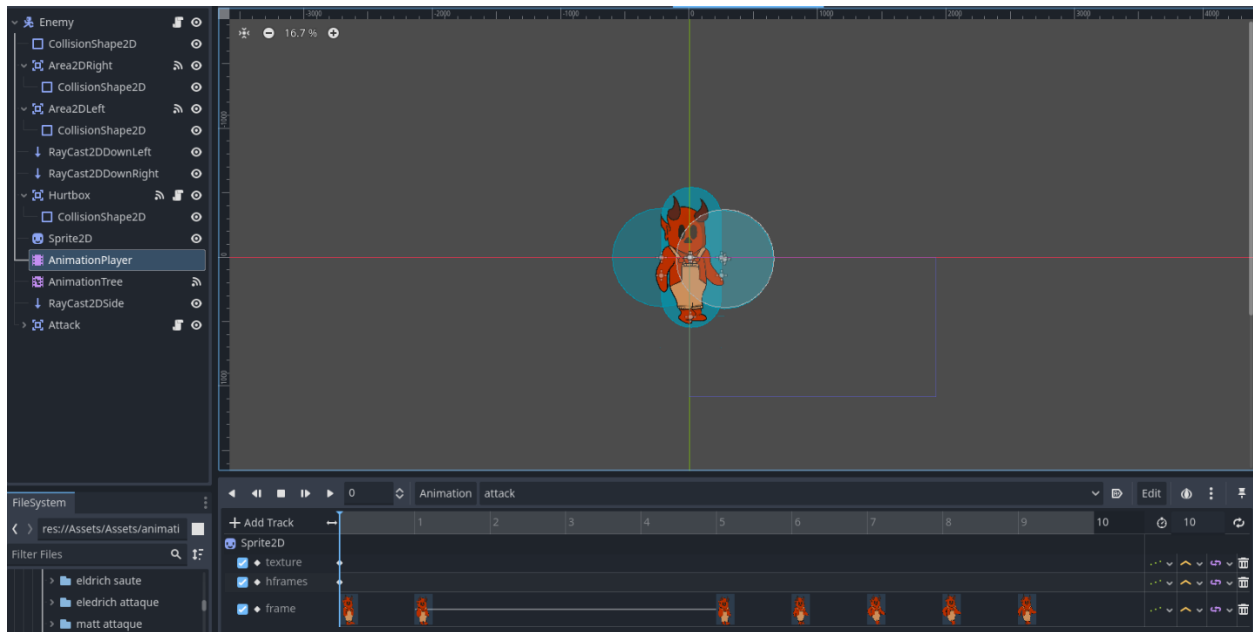 Enemy
CollisionShape2D
Area2DRight
CollisionShape2D
Area2DLeft
CollisionShape2D
RayCast2DDownLeft
RayCast2DDownRight
Hurtbox
CollisionShape2D
Sprite2D
AnimationPlayer
AnimationTree
RayCast2DSide
Attack
FileSystem
res://Assets/Assets/animati
Filter Files
eldrich saute
eledrich attaque
matt attaque
-3000 -2000 -1000 0 1000 2000 3000 4000
16.7 %
-1000
0
1000
0 Animation attack Edit
Add Track 1 2 3 4 5 6 7 8 9 10 10
Sprite2D
texture
hframes
frame